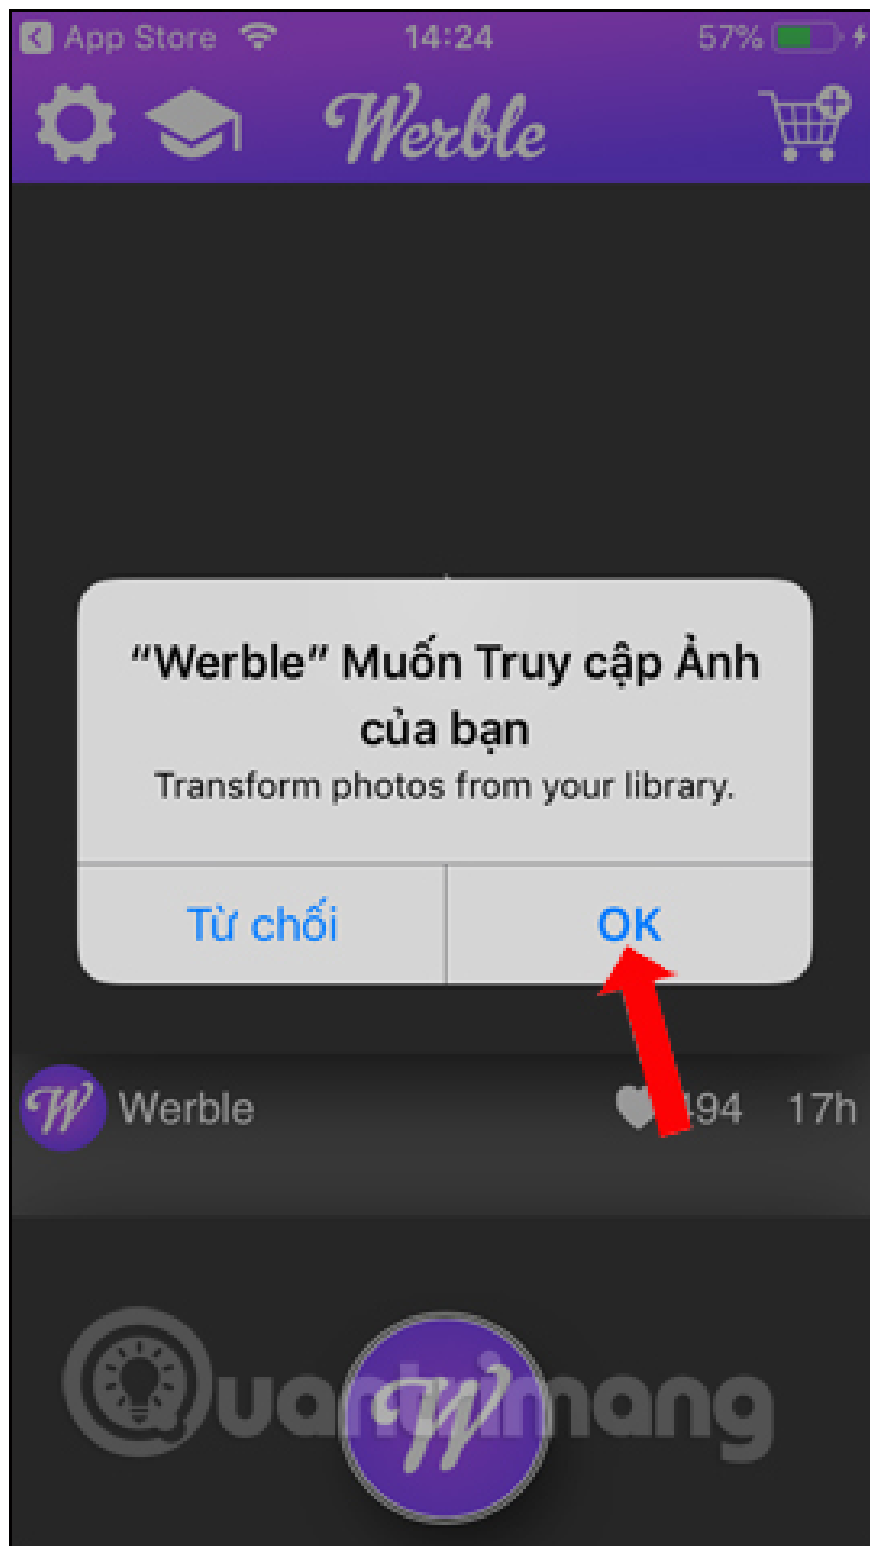 App Store 14:24 57%
Werble
“Werble” Muốn Truy cập Ảnh
của bạn
Transform photos from your library.
Từ chối OK
Werble 494 17h
Quantrimang